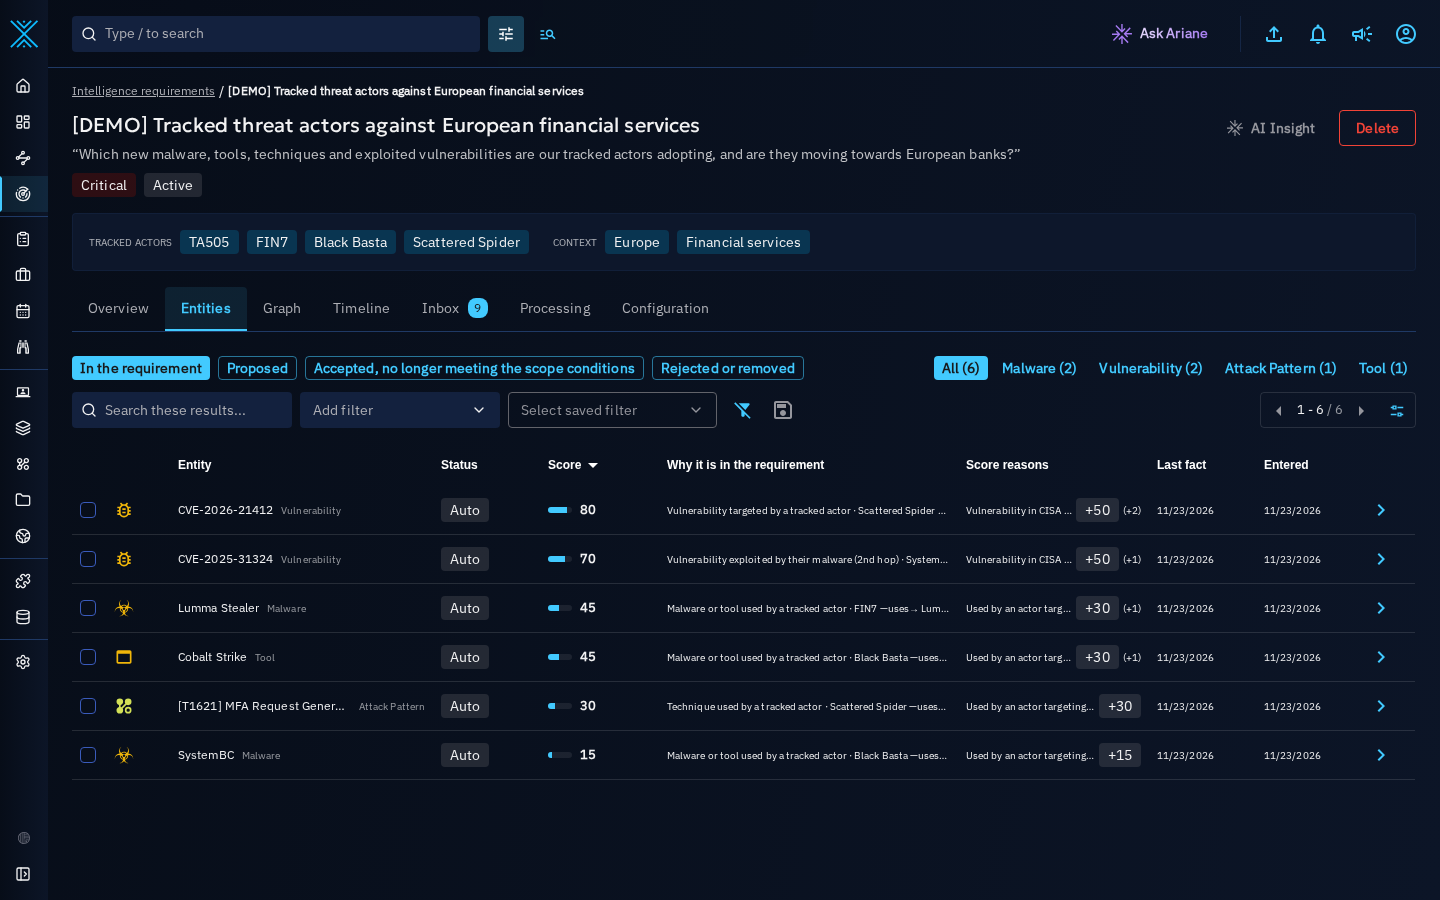 Type / to search
Ask Ariane
Intelligence requirements / [DEMO] Tracked threat actors against European financial services
[DEMO] Tracked threat actors against European financial services
AI Insight
Delete
“Which new malware, tools, techniques and exploited vulnerabilities are our tracked actors adopting, and are they moving towards European banks?”
Critical Active
TRACKED ACTORS TA505 FIN7 Black Basta Scattered Spider CONTEXT Europe Financial services
Overview Entities Graph Timeline Inbox 9 Processing Configuration
In the requirement Proposed Accepted, no longer meeting the scope conditions Rejected or removed All (6) Malware (2) Vulnerability (2) Attack Pattern (1) Tool (1)
Search these results... Add filter Select saved filter 1 - 6 / 6
Entity Status Score Why it is in the requirement Score reasons Last fact Entered
CVE-2026-21412 Vulnerability Auto 80 Vulnerability targeted by a tracked actor · Scattered Spider ... Vulnerability in CISA ... +50 (+2) 11/23/2026 11/23/2026
CVE-2025-31324 Vulnerability Auto 70 Vulnerability exploited by their malware (2nd hop) · System... Vulnerability in CISA ... +50 (+1) 11/23/2026 11/23/2026
Lumma Stealer Malware Auto 45 Malware or tool used by a tracked actor · FIN7 —uses→ Lum... Used by an actor targ... +30 (+1) 11/23/2026 11/23/2026
Cobalt Strike Tool Auto 45 Malware or tool used by a tracked actor · Black Basta —uses... Used by an actor targ... +30 (+1) 11/23/2026 11/23/2026
[T1621] MFA Request Gener... Attack Pattern Auto 30 Technique used by a tracked actor · Scattered Spider —uses... Used by an actor targeting... +30 11/23/2026 11/23/2026
SystemBC Malware Auto 15 Malware or tool used by a tracked actor · Black Basta —uses... Used by an actor targeting... +15 11/23/2026 11/23/2026